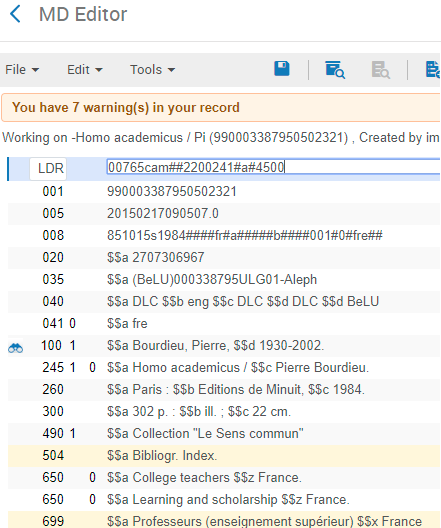 MD Editor
File Edit Tools
You have 7 warning(s) in your record
Working on -Homo academicus / Pi (990003387950502321) , Created by im
LDR 00765cam##2200241#a#4500
001 990003387950502321
005 20150217090507.0
008 851015s1984####fr#a#####b####001#0#fre##
020 $$a 2707306967
035 $$a (BeLU)000338795ULG01-Aleph
040 $$a DLC $$b eng $$c DLC $$d DLC $$d BeLU
041 0 $$a fre
100 1 $$a Bourdieu, Pierre, $$d 1930-2002.
245 1 0 $$a Homo academicus / $$c Pierre Bourdieu.
260 $$a Paris : $$b Editions de Minuit, $$c 1984.
300 $$a 302 p. : $$b ill. ; $$c 22 cm.
490 1 $$a Collection "Le Sens commun"
504 $$a Bibliogr. Index.
650 0 $$a College teachers $$z France.
650 0 $$a Learning and scholarship $$z France.
699 $$a Professeurs (enseignement supérieur) $$x France